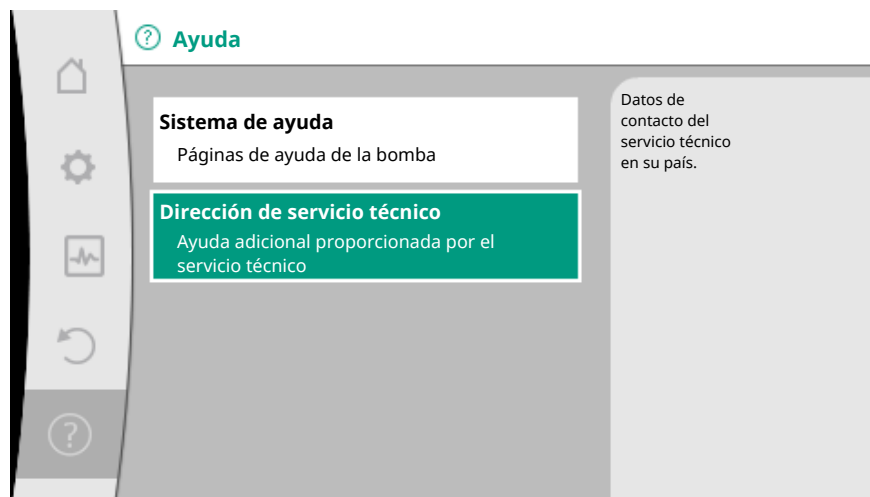 Ayuda
Sistema de ayuda
Páginas de ayuda de la bomba
Dirección de servicio técnico
Ayuda adicional proporcionada por el
servicio técnico
Datos de
contacto del
servicio técnico
en su país.